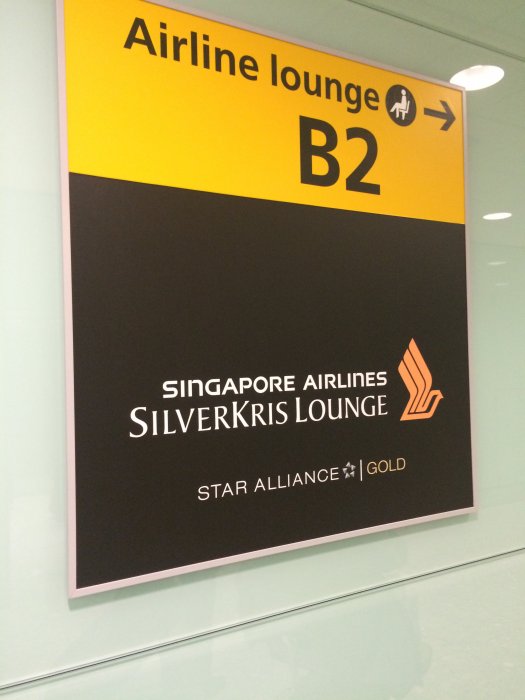 Airline lounge
B2
SINGAPORE AIRLINES
SILVERKRIS LOUNGE
STAR ALLIANCE | GOLD